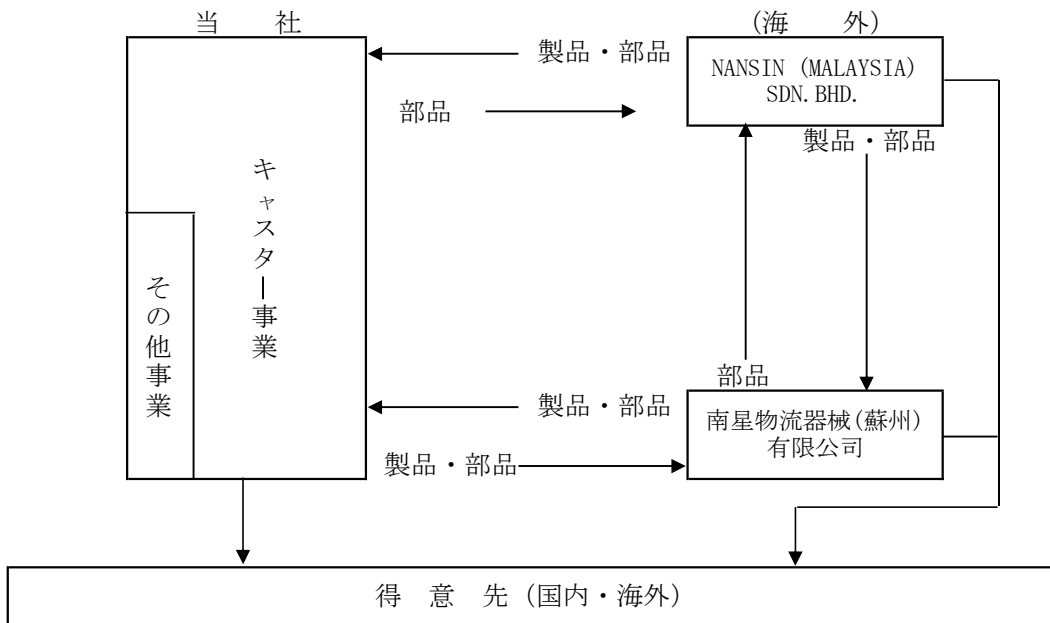 当　　社
(海　　外)
製品・部品
NANSIN (MALAYSIA)
SDN.BHD.
部品
製品・部品
キャスター事業
その他事業
部品
製品・部品
南星物流器械(蘇州)
有限公司
製品・部品
得　意　先 (国内・海外)